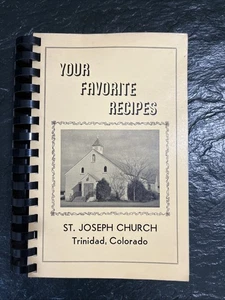 YOUR
FAVORITE
RECIPES
ST. JOSEPH CHURCH
Trinidad, Colorado